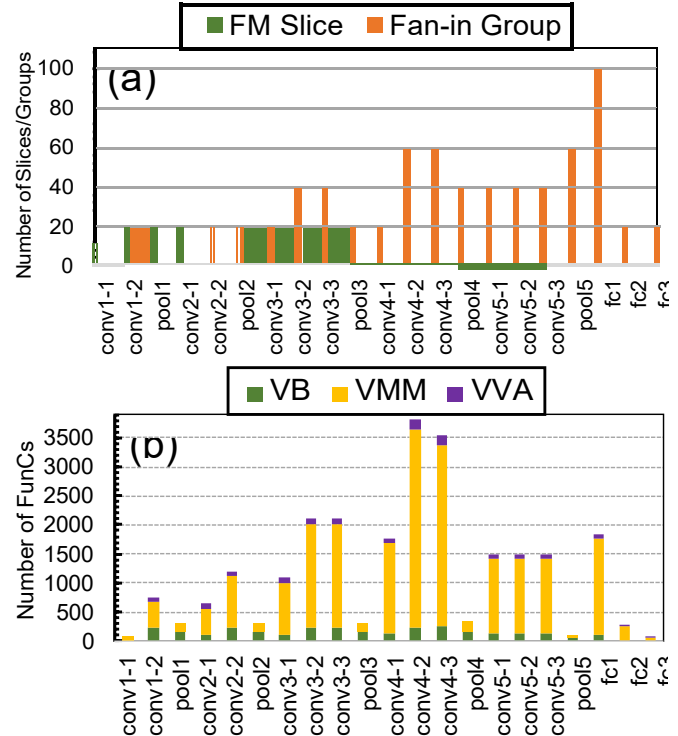 FM Slice Fan-in Group
(a)
Number of Slices/Groups
100
80
60
40
20
0
conv1-1
conv1-2
pool1
conv2-1
conv2-2
pool2
conv3-1
conv3-2
conv3-3
pool3
conv4-1
conv4-2
conv4-3
pool4
conv5-1
conv5-2
conv5-3
pool5
fc1
fc2
fc3
VB VMM VVA
(b)
Number of FunCs
3500
3000
2500
2000
1500
1000
500
0
conv1-1
conv1-2
pool1
conv2-1
conv2-2
pool2
conv3-1
conv3-2
conv3-3
pool3
conv4-1
conv4-2
conv4-3
pool4
conv5-1
conv5-2
conv5-3
pool5
fc1
fc2
fc3